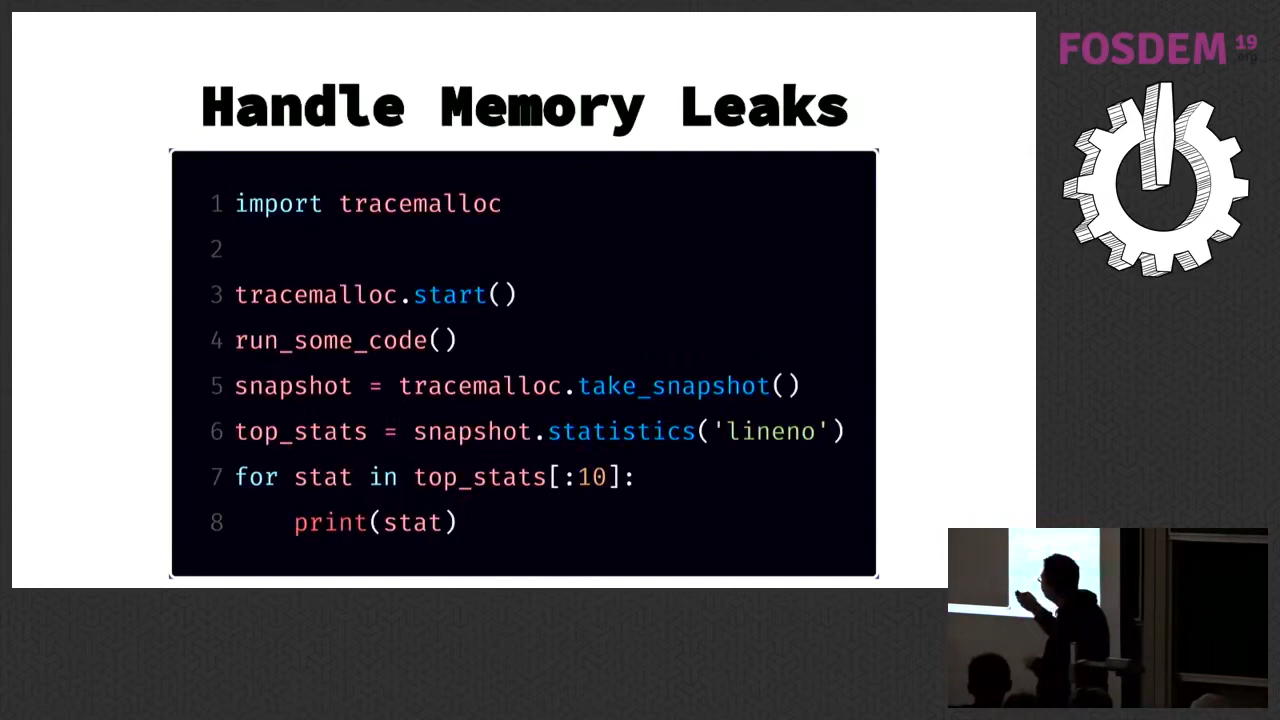 Handle Memory Leaks
1 import tracemalloc
2
3 tracemalloc.start()
4 run_some_code()
5 snapshot = tracemalloc.take_snapshot()
6 top_stats = snapshot.statistics('lineno')
7 for stat in top_stats[:10]:
8     print(stat)
FOSDEM 19
.org